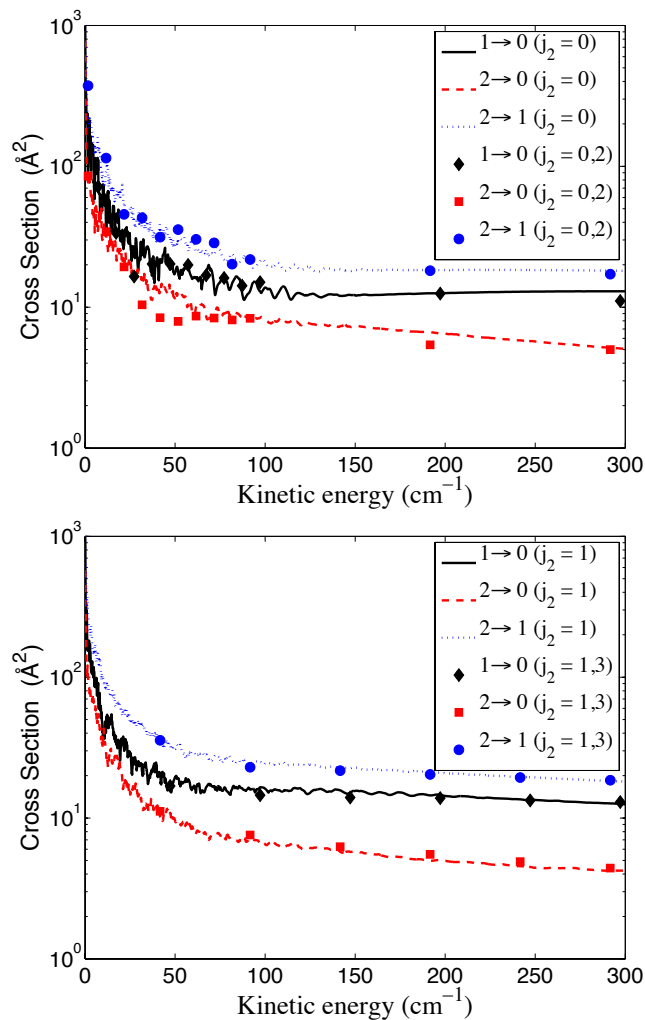 10³
10²
10¹
10⁰
Cross Section (Å²)
1→0 (j₂ = 0)
2→0 (j₂ = 0)
2→1 (j₂ = 0)
1→0 (j₂ = 0,2)
2→0 (j₂ = 0,2)
2→1 (j₂ = 0,2)
0 50 100 150 200 250 300
Kinetic energy (cm⁻¹)
10³
10²
10¹
10⁰
Cross Section (Å²)
1→0 (j₂ = 1)
2→0 (j₂ = 1)
2→1 (j₂ = 1)
1→0 (j₂ = 1,3)
2→0 (j₂ = 1,3)
2→1 (j₂ = 1,3)
0 50 100 150 200 250 300
Kinetic energy (cm⁻¹)